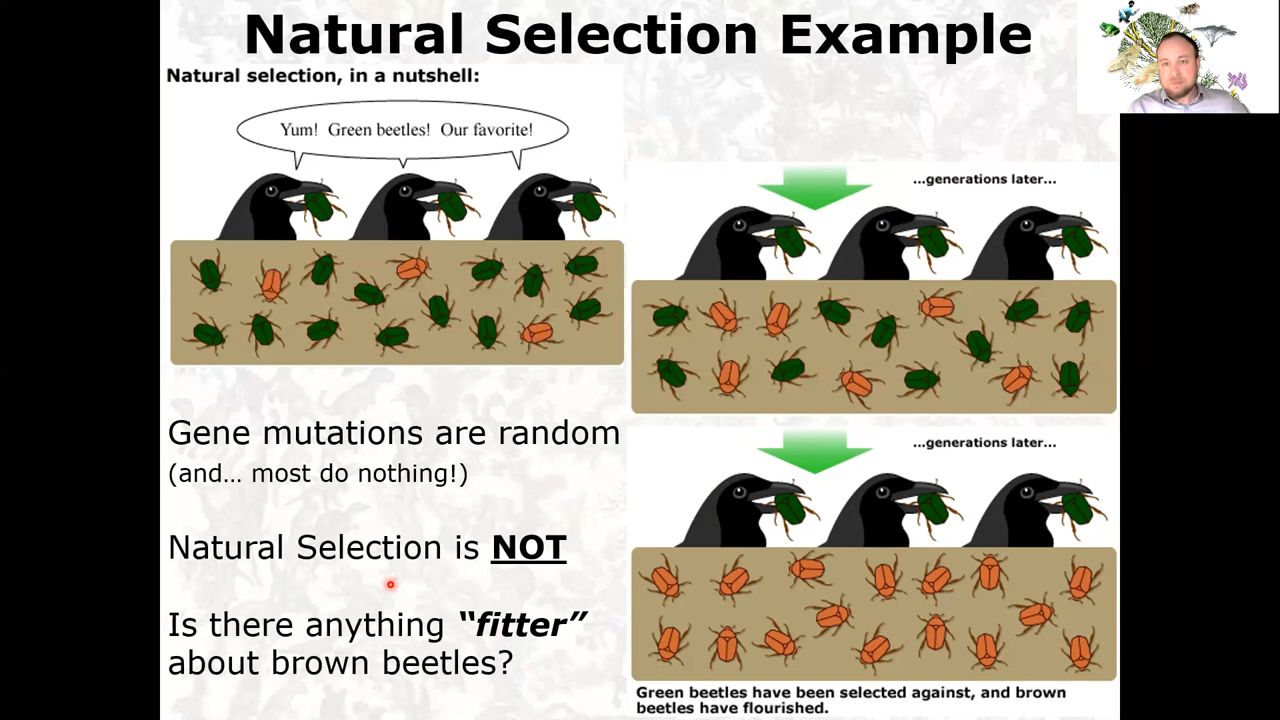 Natural Selection Example
Natural selection, in a nutshell:
Yum! Green beetles! Our favorite!
Gene mutations are random
(and... most do nothing!)
Natural Selection is NOT
Is there anything “fitter”
about brown beetles?
...generations later...
...generations later...
Green beetles have been selected against, and brown
beetles have flourished.